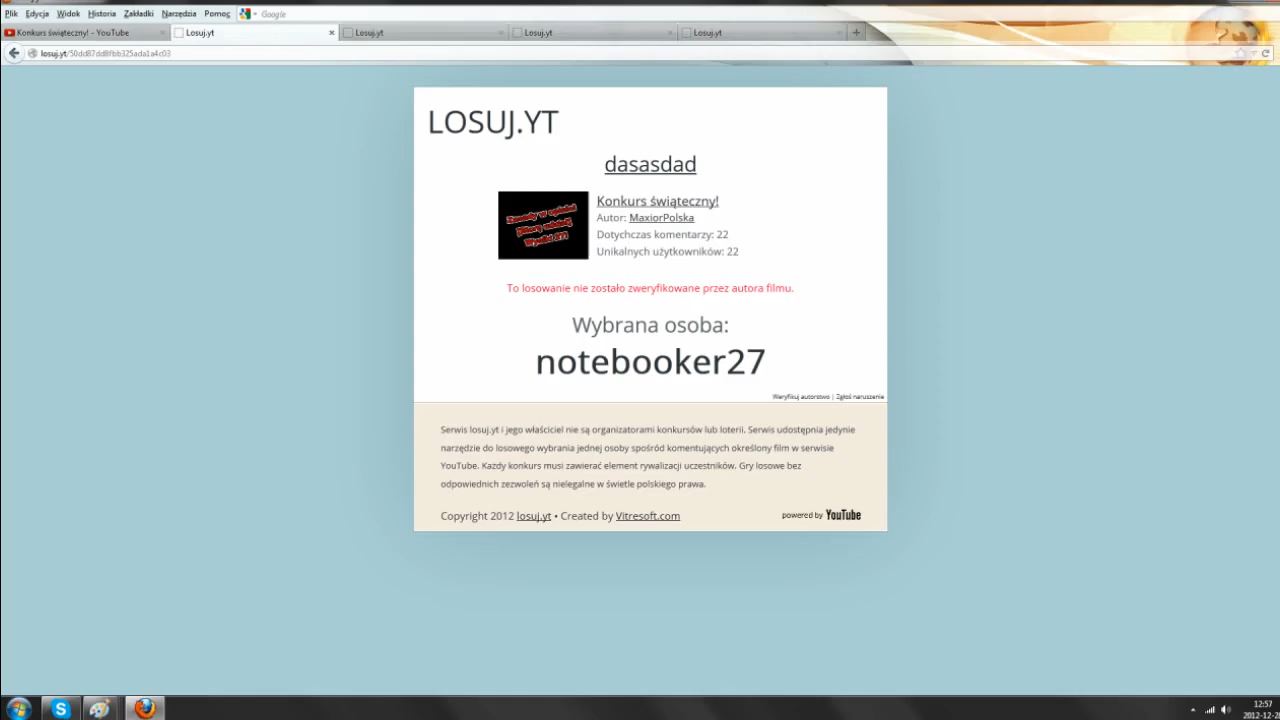 Plik Edycja Widok Historia Zakładki Narzędzia Pomoc Google
Konkurs świąteczny! - YouTube Losuj.yt Losuj.yt Losuj.yt Losuj.yt
losuj.yt/50dd87dd8fbb325ada1a4c03
LOSUJ.YT
dasasdad
Zasady w opisie!
Wyniki 27!
Konkurs świąteczny!
Autor: MaxiorPolska
Dotychczas komentarzy: 22
Unikalnych użytkowników: 22
To losowanie nie zostało zweryfikowane przez autora filmu.
Wybrana osoba:
notebooker27
Weryfikuj autorstwo | Zgłoś naruszenie
Serwis losuj.yt i jego właściciel nie są organizatorami konkursów lub loterii. Serwis udostępnia jedynie
narzędzie do losowego wybrania jednej osoby spośród komentujących określony film w serwisie
YouTube. Każdy konkurs musi zawierać element rywalizacji uczestników. Gry losowe bez
odpowiednich zezwoleń są nielegalne w świetle polskiego prawa.
Copyright 2012 losuj.yt • Created by Vitresoft.com
powered by YouTube
12:57